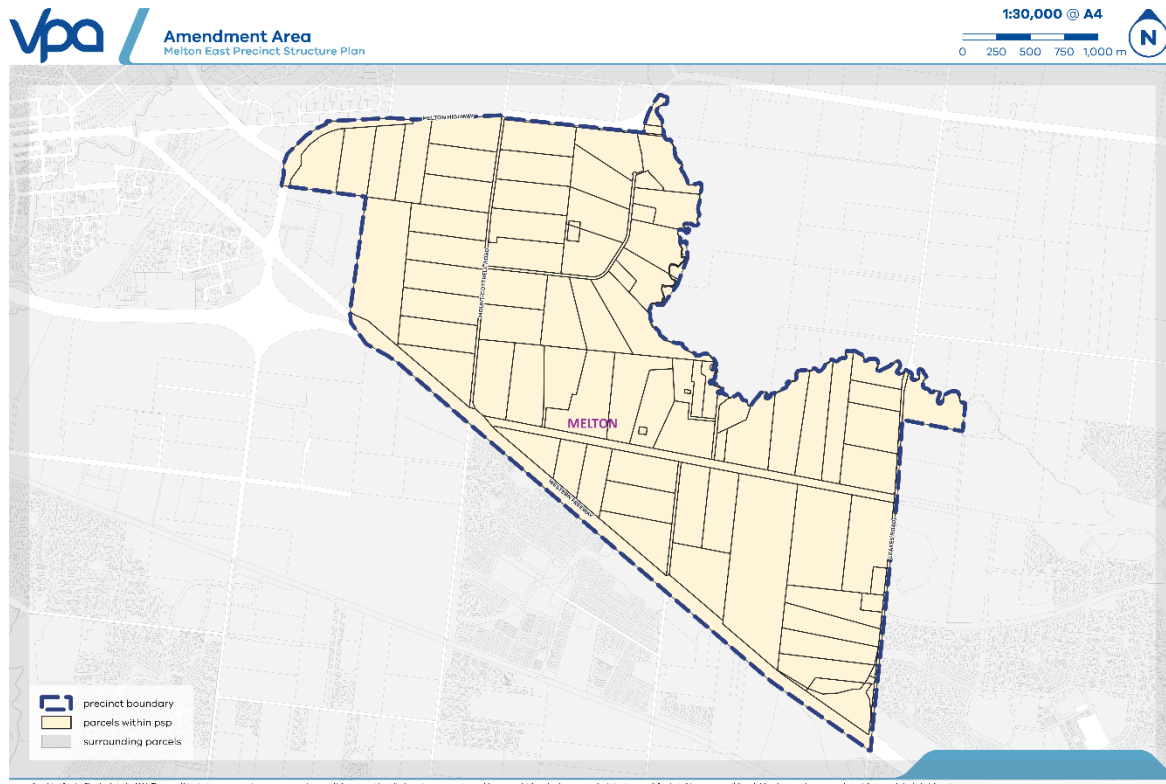 vpa
Amendment Area
Melton East Precinct Structure Plan
1:30,000 @ A4
0 250 500 750 1,000 m
N
MELTON HIGHWAY
MOUNT COTTRELL ROAD
MELTON
WESTERN FREEWAY
LEAKES ROAD
precinct boundary
parcels within psp
surrounding parcels